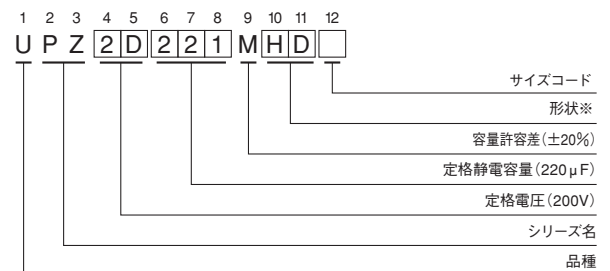 1 2 3 4 5 6 7 8 9 10 11 12
U P Z 2 D 2 2 1 M H D
サイズコード
形状※
容量許容差(±20%)
定格静電容量(220μF)
定格電圧(200V)
シリーズ名
品種